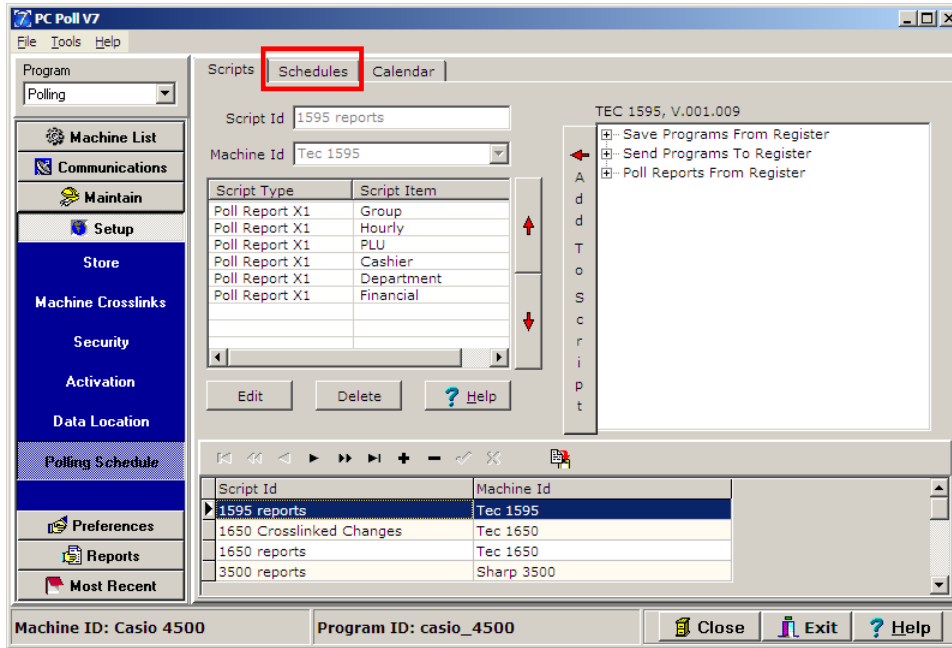 PC Poll V7
File Tools Help
Program
Polling
Machine List
Communications
Maintain
Setup
Store
Machine Crosslinks
Security
Activation
Data Location
Polling Schedule
Preferences
Reports
Most Recent
Scripts Schedules Calendar
Script Id 1595 reports
Machine Id Tec 1595
Script Type Script Item
Poll Report X1 Group
Poll Report X1 Hourly
Poll Report X1 PLU
Poll Report X1 Cashier
Poll Report X1 Department
Poll Report X1 Financial
Edit Delete ? Help
Add To Script
TEC 1595, V.001.009
Save Programs From Register
Send Programs To Register
Poll Reports From Register
Script Id Machine Id
1595 reports Tec 1595
1650 Crosslinked Changes Tec 1650
1650 reports Tec 1650
3500 reports Sharp 3500
Machine ID: Casio 4500 Program ID: casio_4500 Close Exit ? Help